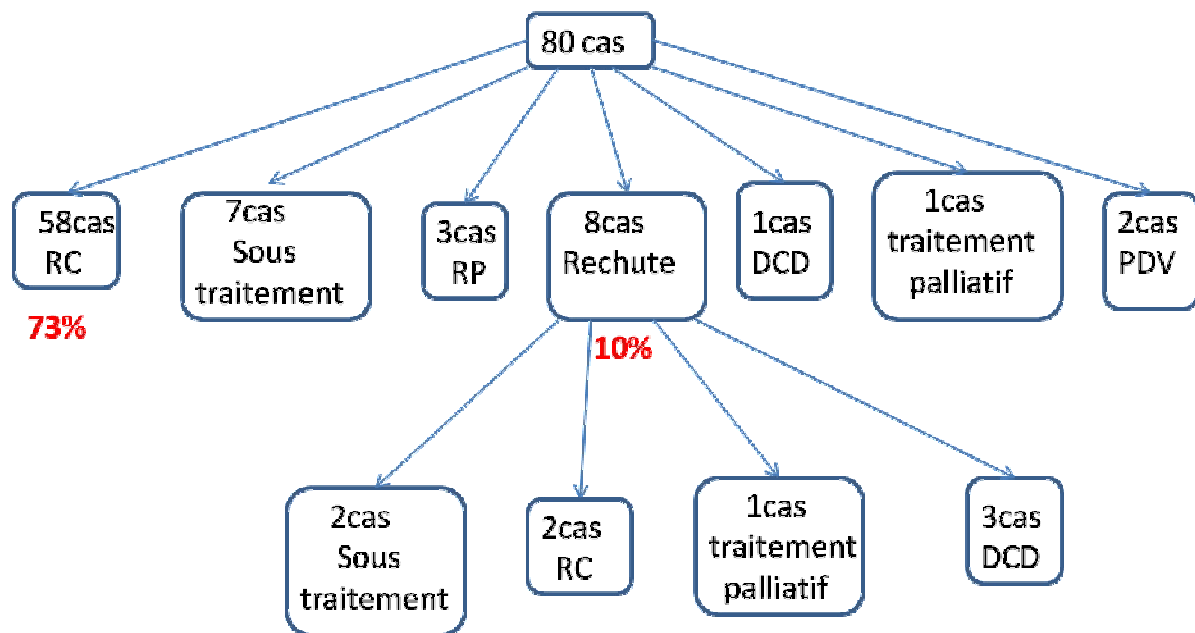 80 cas
58cas
RC
73%
7cas
Sous
traitement
3cas
RP
8cas
Rechute
10%
1cas
DCD
1cas
traitement
palliatif
2cas
PDV
2cas
Sous
traitement
2cas
RC
1cas
traitement
palliatif
3cas
DCD